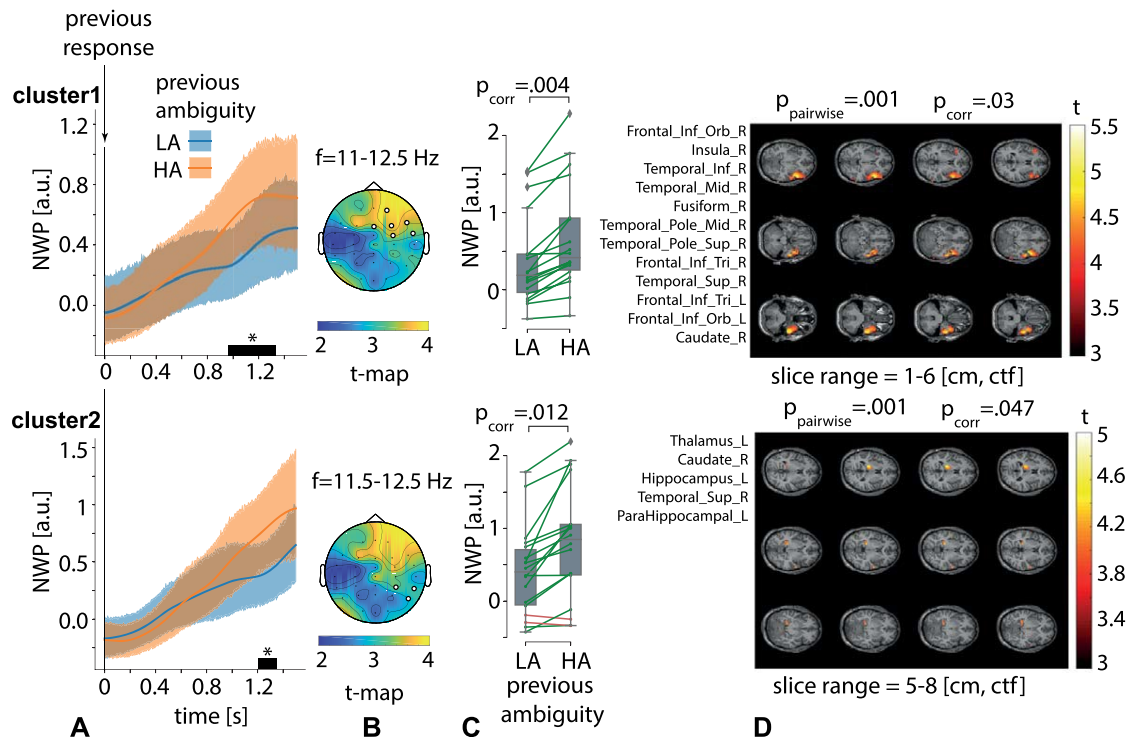 previous
response
cluster1
previous
ambiguity
LA
HA
NWP [a.u.]
1.2
0.8
0.4
0.0
*
0
0.4
0.8
1.2
f=11-12.5 Hz
2
3
4
t-map
p_corr=.004
NWP [a.u.]
2
1
0
LA
HA
p_pairwise=.001
p_corr=.03
t
Frontal_Inf_Orb_R
Insula_R
Temporal_Inf_R
Temporal_Mid_R
Fusiform_R
Temporal_Pole_Mid_R
Temporal_Pole_Sup_R
Frontal_Inf_Tri_R
Temporal_Sup_R
Frontal_Inf_Tri_L
Frontal_Inf_Orb_L
Caudate_R
5.5
5
4.5
4
3.5
3
slice range = 1-6 [cm, ctf]
cluster2
NWP [a.u.]
1.5
1
0.5
0.0
*
0
0.4
0.8
1.2
time [s]
f=11.5-12.5 Hz
2
3
4
t-map
p_corr=.012
NWP [a.u.]
2
1
0
LA
HA
previous
ambiguity
p_pairwise=.001
p_corr=.047
t
Thalamus_L
Caudate_R
Hippocampus_L
Temporal_Sup_R
ParaHippocampal_L
5
4.6
4.2
3.8
3.4
3
slice range = 5-8 [cm, ctf]
A
B
C
D